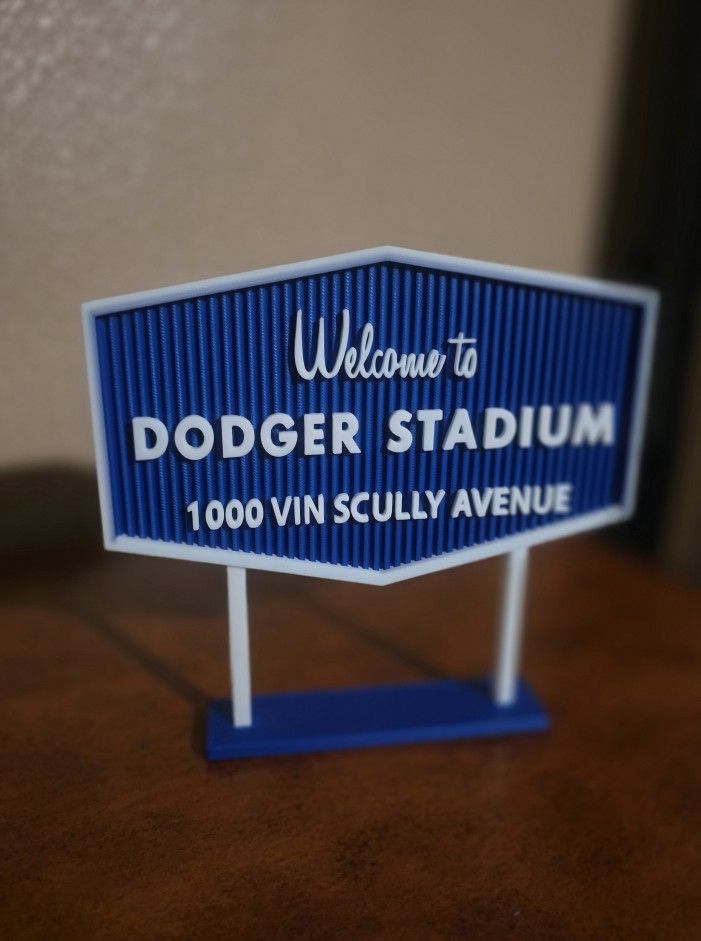 Welcome to
DODGER STADIUM
1000 VIN SCULLY AVENUE